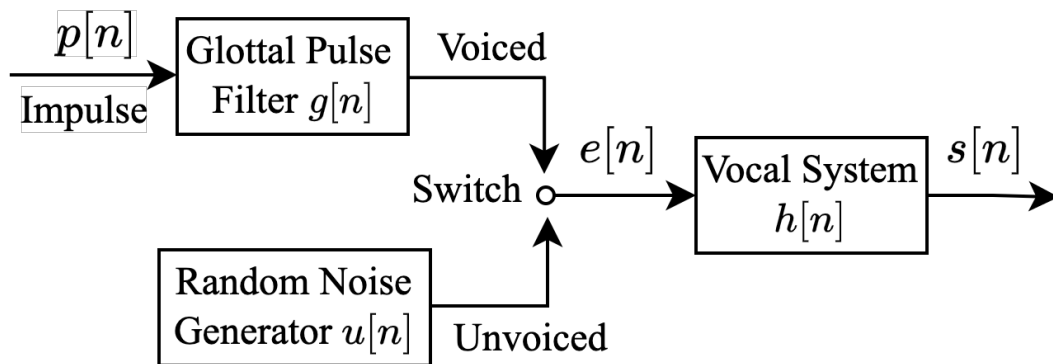 p[n]
Impulse
Glottal Pulse
Filter g[n]
Voiced
Switch
e[n]
Vocal System
h[n]
s[n]
Random Noise
Generator u[n]
Unvoiced